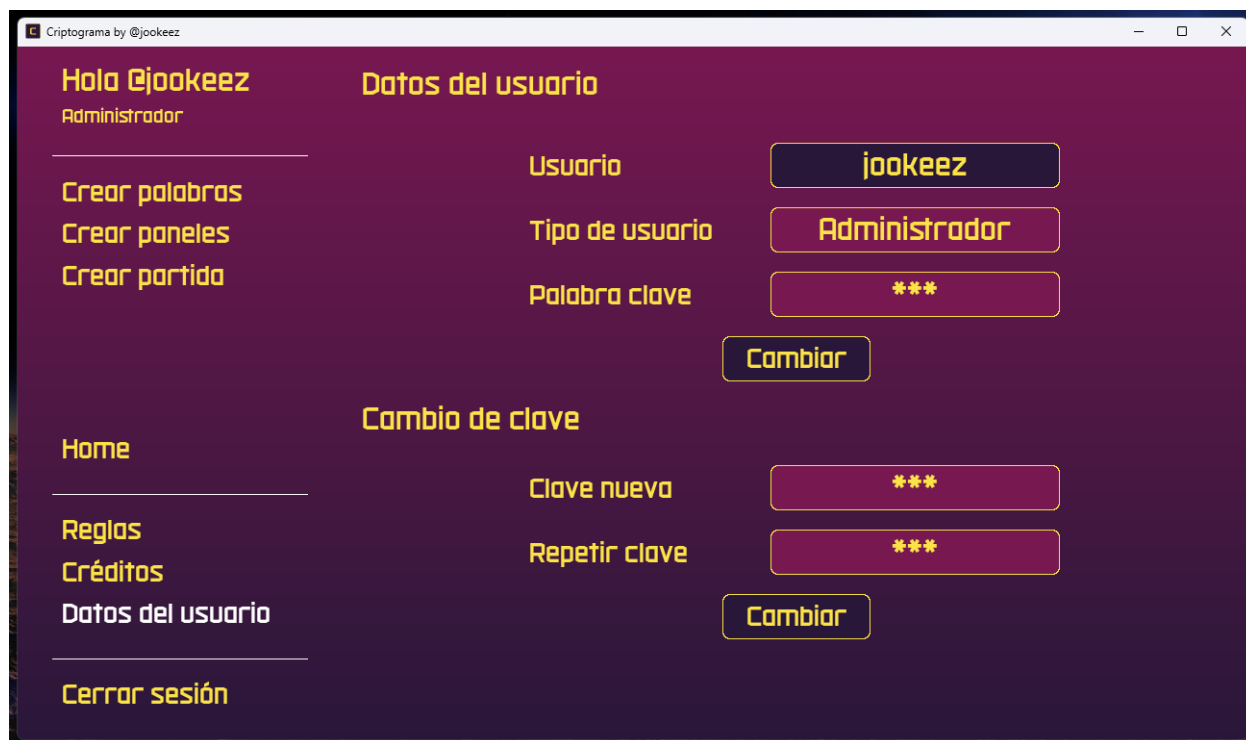 C Criptograma by @jookeez
Hola @jookeez
Administrador
Crear palabras
Crear paneles
Crear partida
Home
Reglas
Créditos
Datos del usuario
Cerrar sesión
Datos del usuario
Usuario jookeez
Tipo de usuario Administrador
Palabra clave ***
Cambiar
Cambio de clave
Clave nueva ***
Repetir clave ***
Cambiar